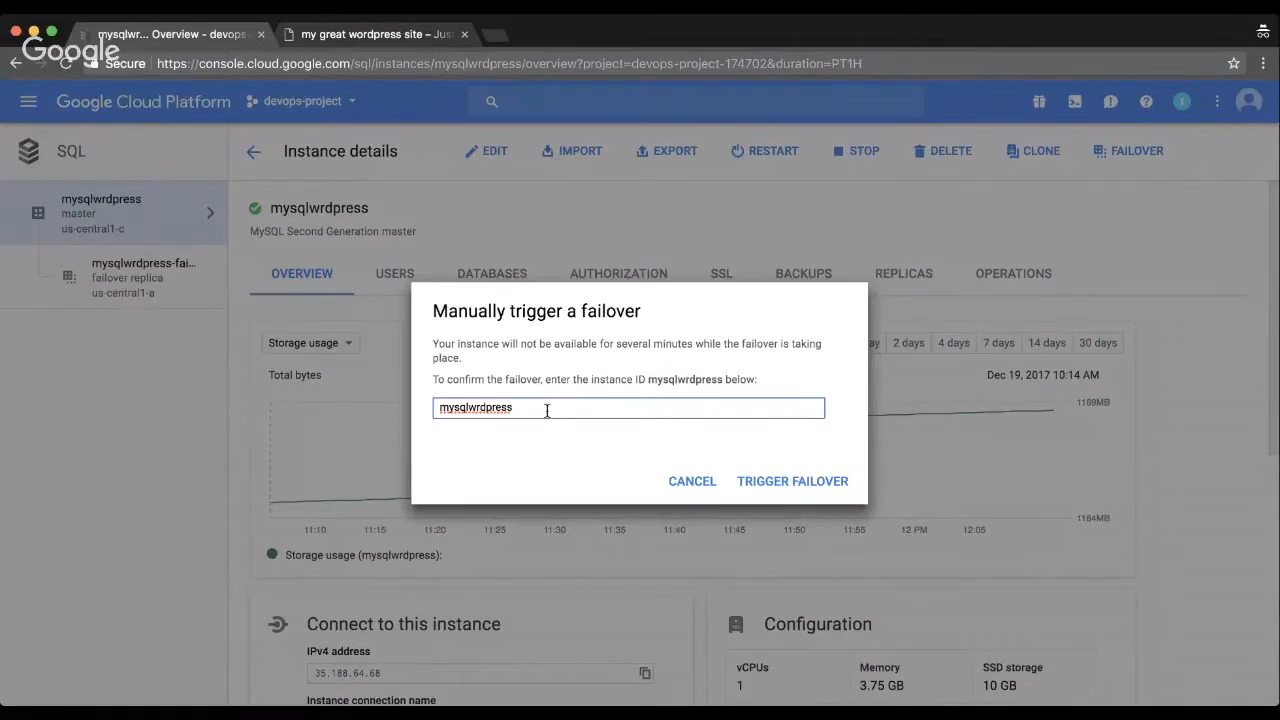 mysqlwr... Overview - devops-
my great wordpress site – Jus
Google
Secure
https://console.cloud.google.com/sql/instances/mysqlwrdpress/overview?project=devops-project-174702&duration=PT1H
Google Cloud Platform
devops-project
1
SQL
Instance details
EDIT
IMPORT
EXPORT
RESTART
STOP
DELETE
CLONE
FAILOVER
mysqlwrdpress
master
us-central1-c
mysqlwrdpress-fai...
failover replica
us-central1-a
mysqlwrdpress
MySQL Second Generation master
OVERVIEW
USERS
DATABASES
AUTHORIZATION
SSL
BACKUPS
REPLICAS
OPERATIONS
Manually trigger a failover
Your instance will not be available for several minutes while the failover is taking
place.
To confirm the failover, enter the instance ID mysqlwrdpress below:
mysqlwrdpress
CANCEL
TRIGGER FAILOVER
Storage usage
ay
2 days
4 days
7 days
14 days
30 days
Total bytes
Dec 19, 2017 10:14 AM
1169MB
1164MB
11:10
11:15
11:20
11:25
11:30
11:35
11:40
11:45
11:50
11:55
12 PM
12:05
Storage usage (mysqlwrdpress):
Connect to this instance
IPv4 address
35.188.64.68
Instance connection name
Configuration
vCPUs
Memory
SSD storage
1
3.75 GB
10 GB